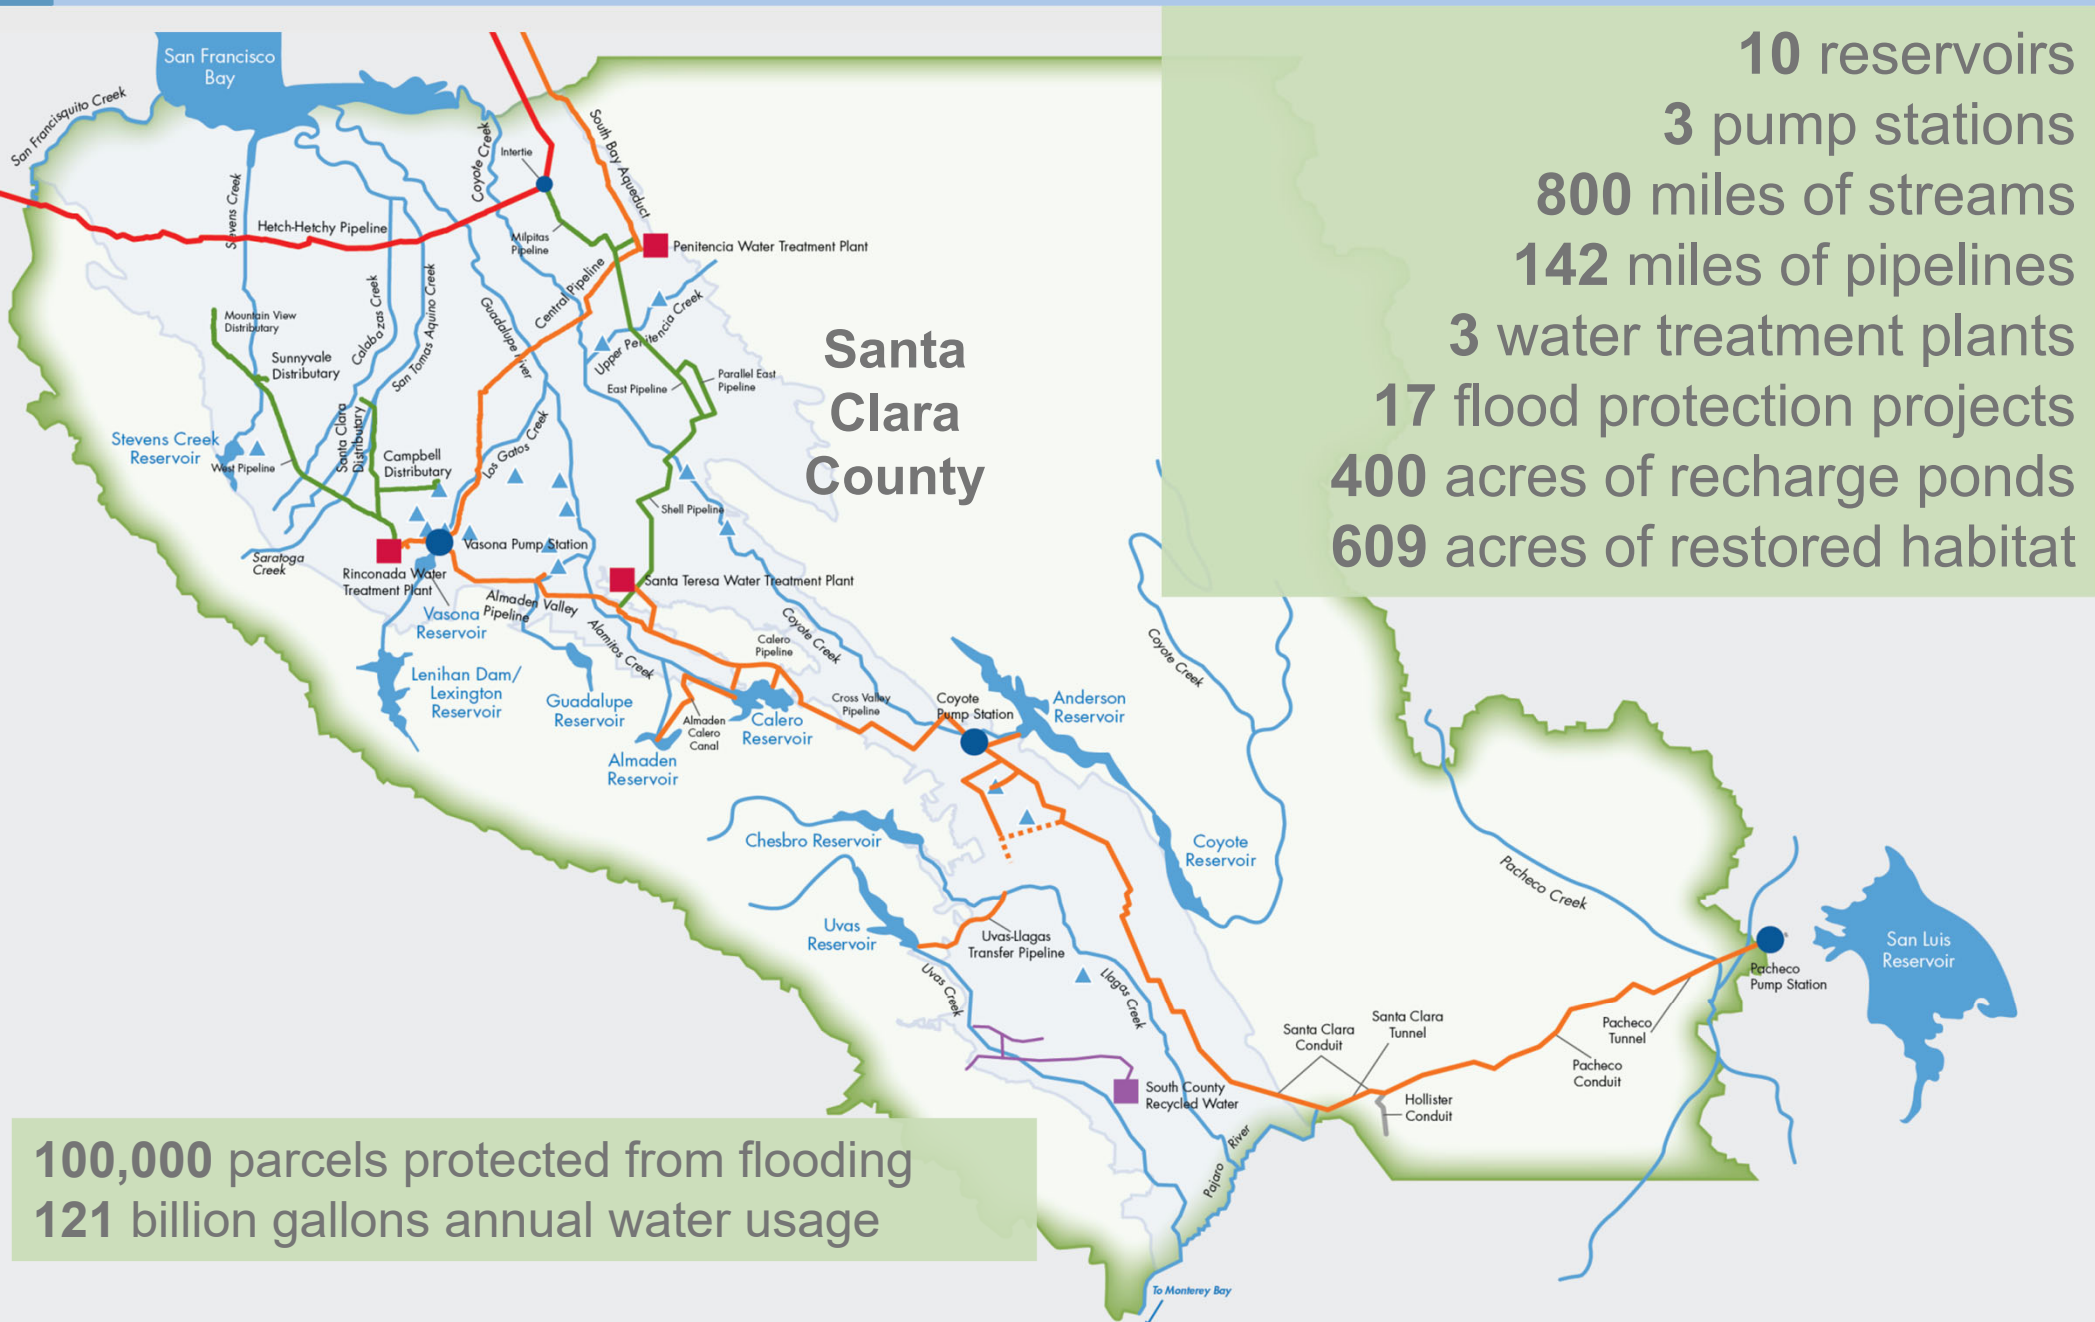 10 reservoirs
3 pump stations
800 miles of streams
142 miles of pipelines
3 water treatment plants
17 flood protection projects
400 acres of recharge ponds
609 acres of restored habitat
San Francisco
Bay
San Francisquito Creek
Stevens Creek
Hetch-Hetchy Pipeline
Coyote Creek
Intertie
South Bay Aqueduct
Milpitas
Pipeline
Penitencia Water Treatment Plant
Central Pipeline
Mountain View
Distributary
Sunnyvale
Distributary
Calabazas Creek
San Tomas Aquino Creek
Guadalupe River
Upper Penitencia Creek
East Pipeline
Parallel East
Pipeline
Santa
Clara
County
Stevens Creek
Reservoir
West Pipeline
Santa Clara
Distributary
Campbell
Distributary
Los Gatos Creek
Shell Pipeline
Saratoga
Creek
Rinconada Water
Treatment Plant
Vasona Pump Station
Santa Teresa Water Treatment Plant
Vasona
Reservoir
Almaden Valley
Pipeline
Alamitos Creek
Calero
Pipeline
Coyote Creek
Coyote Creek
Lenihan Dam/
Lexington
Reservoir
Guadalupe
Reservoir
Almaden
Calero
Canal
Calero
Reservoir
Cross Valley
Pipeline
Coyote
Pump Station
Anderson
Reservoir
Almaden
Reservoir
Chesbro Reservoir
Coyote
Reservoir
Pacheco Creek
Uvas
Reservoir
Uvas-Llagas
Transfer Pipeline
Uvas Creek
Llagas Creek
San Luis
Reservoir
Pacheco
Pump Station
Santa Clara
Conduit
Santa Clara
Tunnel
Pacheco
Tunnel
Pacheco
Conduit
Hollister
Conduit
South County
Recycled Water
Pajaro River
To Monterey Bay
100,000 parcels protected from flooding
121 billion gallons annual water usage